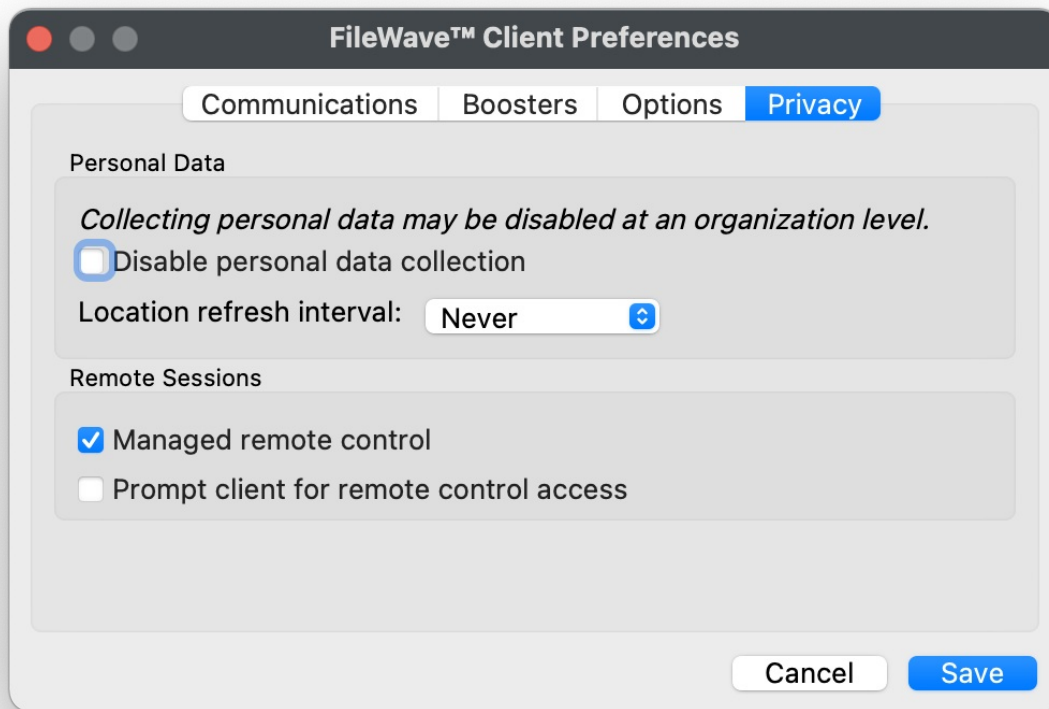 FileWave™ Client Preferences
Communications Boosters Options Privacy
Personal Data
Collecting personal data may be disabled at an organization level.
Disable personal data collection
Location refresh interval: Never
Remote Sessions
Managed remote control
Prompt client for remote control access
Cancel Save